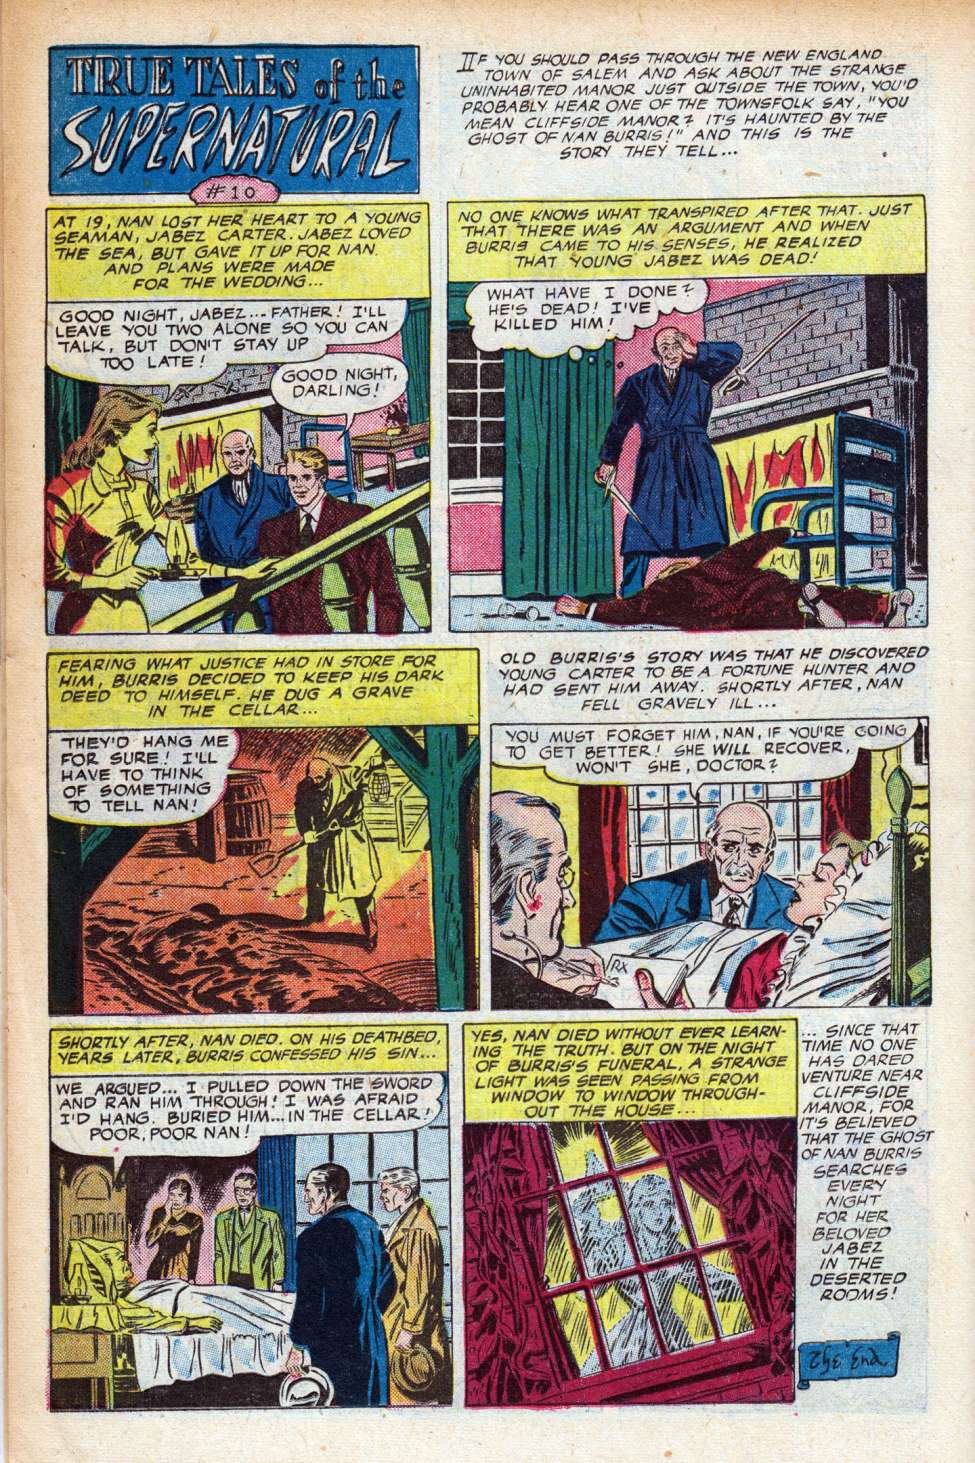 TRUE TALES of the
SUPERNATURAL
#10
IF YOU SHOULD PASS THROUGH THE NEW ENGLAND
TOWN OF SALEM AND ASK ABOUT THE STRANGE
UNINHABITED MANOR JUST OUTSIDE THE TOWN, YOU'D
PROBABLY HEAR ONE OF THE TOWNSFOLK SAY, "YOU
MEAN CLIFFSIDE MANOR? IT'S HAUNTED BY THE
GHOST OF NAN BURRIS!" AND THIS IS THE
STORY THEY TELL...
AT 19, NAN LOST HER HEART TO A YOUNG
SEAMAN, JABEZ CARTER. JABEZ LOVED
THE SEA, BUT GAVE IT UP FOR NAN.
AND PLANS WERE MADE
FOR THE WEDDING...
GOOD NIGHT, JABEZ... FATHER! I'LL
LEAVE YOU TWO ALONE SO YOU CAN
TALK, BUT DON'T STAY UP
TOO LATE!
GOOD NIGHT,
DARLING!
NO ONE KNOWS WHAT TRANSPIRED AFTER THAT. JUST
THAT THERE WAS AN ARGUMENT AND WHEN
BURRIS CAME TO HIS SENSES, HE REALIZED
THAT YOUNG JABEZ WAS DEAD!
WHAT HAVE I DONE?
HE'S DEAD! I'VE
KILLED HIM!
FEARING WHAT JUSTICE HAD IN STORE FOR
HIM, BURRIS DECIDED TO KEEP HIS DARK
DEED TO HIMSELF. HE DUG A GRAVE
IN THE CELLAR...
THEY'D HANG ME
FOR SURE! I'LL
HAVE TO THINK
OF SOMETHING
TO TELL NAN!
OLD BURRIS'S STORY WAS THAT HE DISCOVERED
YOUNG CARTER TO BE A FORTUNE HUNTER AND
HAD SENT HIM AWAY. SHORTLY AFTER, NAN
FELL GRAVELY ILL...
YOU MUST FORGET HIM, NAN, IF YOU'RE GOING
TO GET BETTER! SHE WILL RECOVER,
WON'T SHE, DOCTOR?
RX
SHORTLY AFTER, NAN DIED. ON HIS DEATHBED,
YEARS LATER, BURRIS CONFESSED HIS SIN...
WE ARGUED... I PULLED DOWN THE SWORD
AND RAN HIM THROUGH! I WAS AFRAID
I'D HANG. BURIED HIM... IN THE CELLAR!
POOR, POOR NAN!
YES, NAN DIED WITHOUT EVER LEARN-
ING THE TRUTH. BUT ON THE NIGHT
OF BURRIS'S FUNERAL, A STRANGE
LIGHT WAS SEEN PASSING FROM
WINDOW TO WINDOW THROUGH-
OUT THE HOUSE...
... SINCE THAT
TIME NO ONE
HAS DARED
VENTURE NEAR
CLIFFSIDE
MANOR, FOR
IT'S BELIEVED
THAT THE GHOST
OF NAN BURRIS
SEARCHES
EVERY
NIGHT
FOR HER
BELOVED
JABEZ
IN THE
DESERTED
ROOMS!
The End